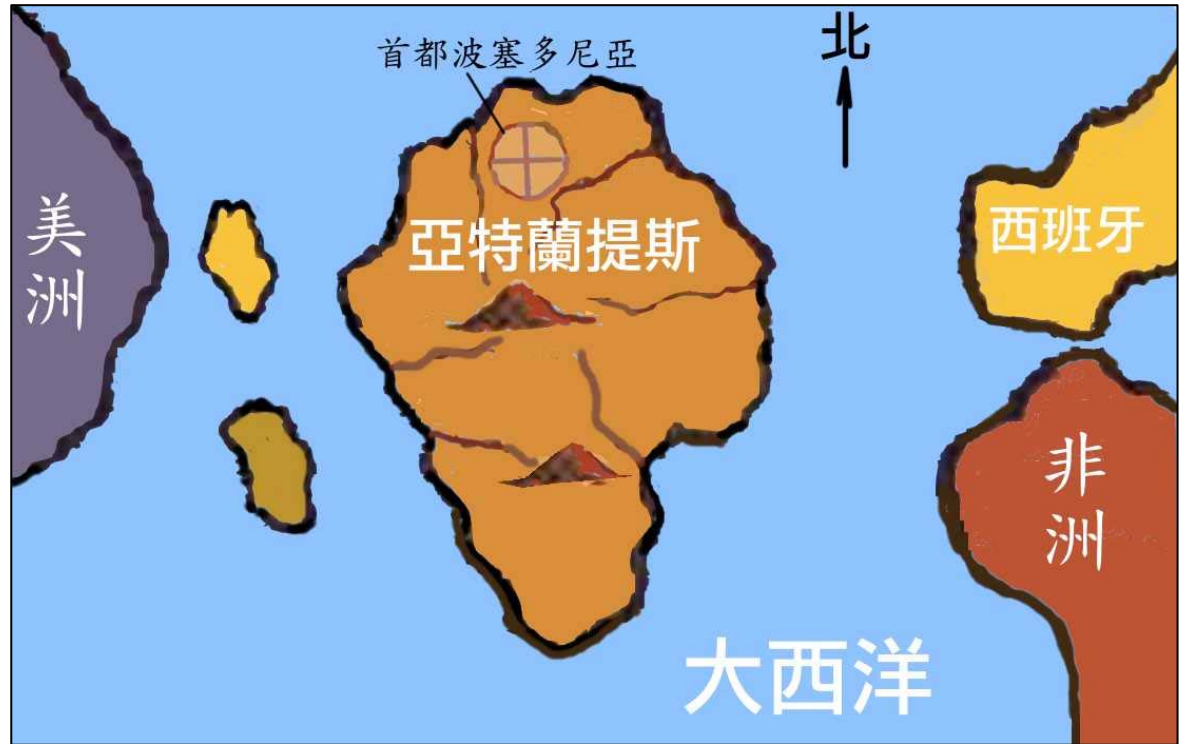 首都波塞多尼亞
北
美洲
亞特蘭提斯
西班牙
非洲
大西洋